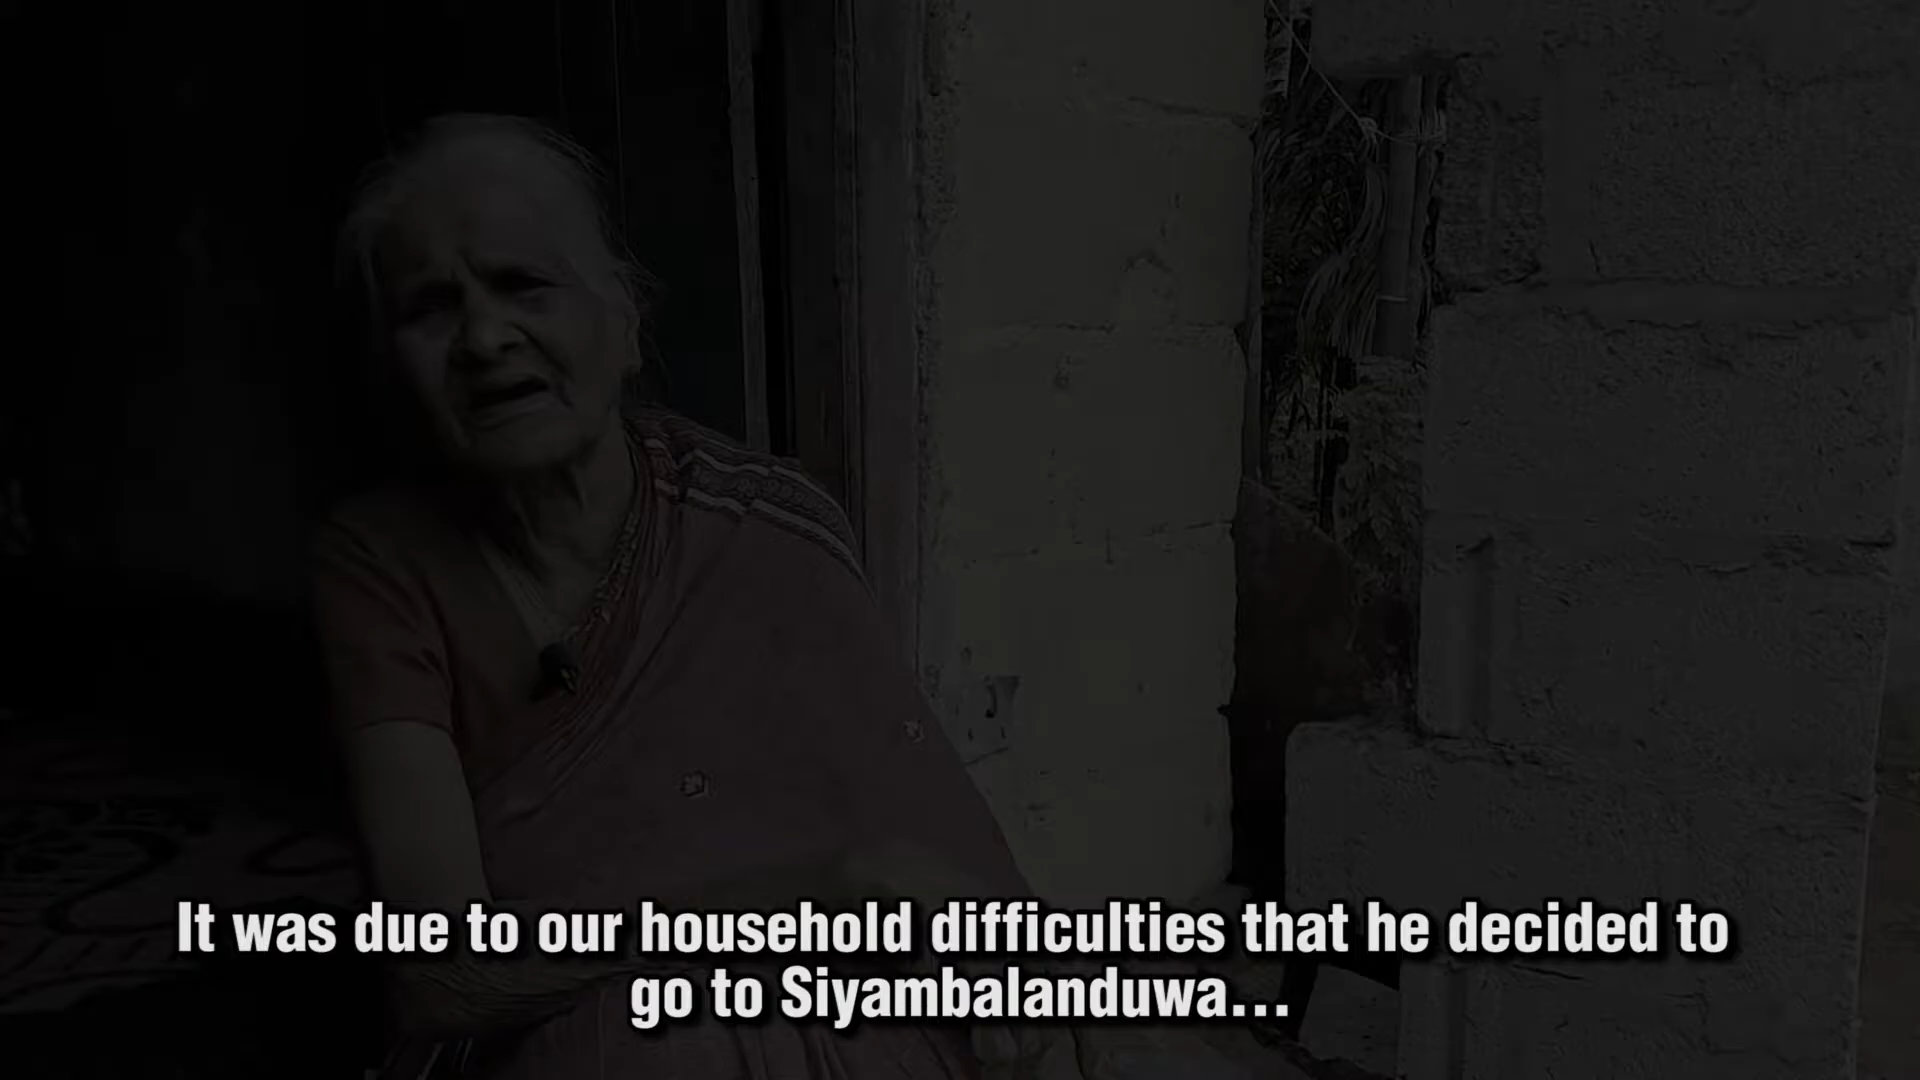 It was due to our household difficulties that he decided to
go to Siyambalanduwa...